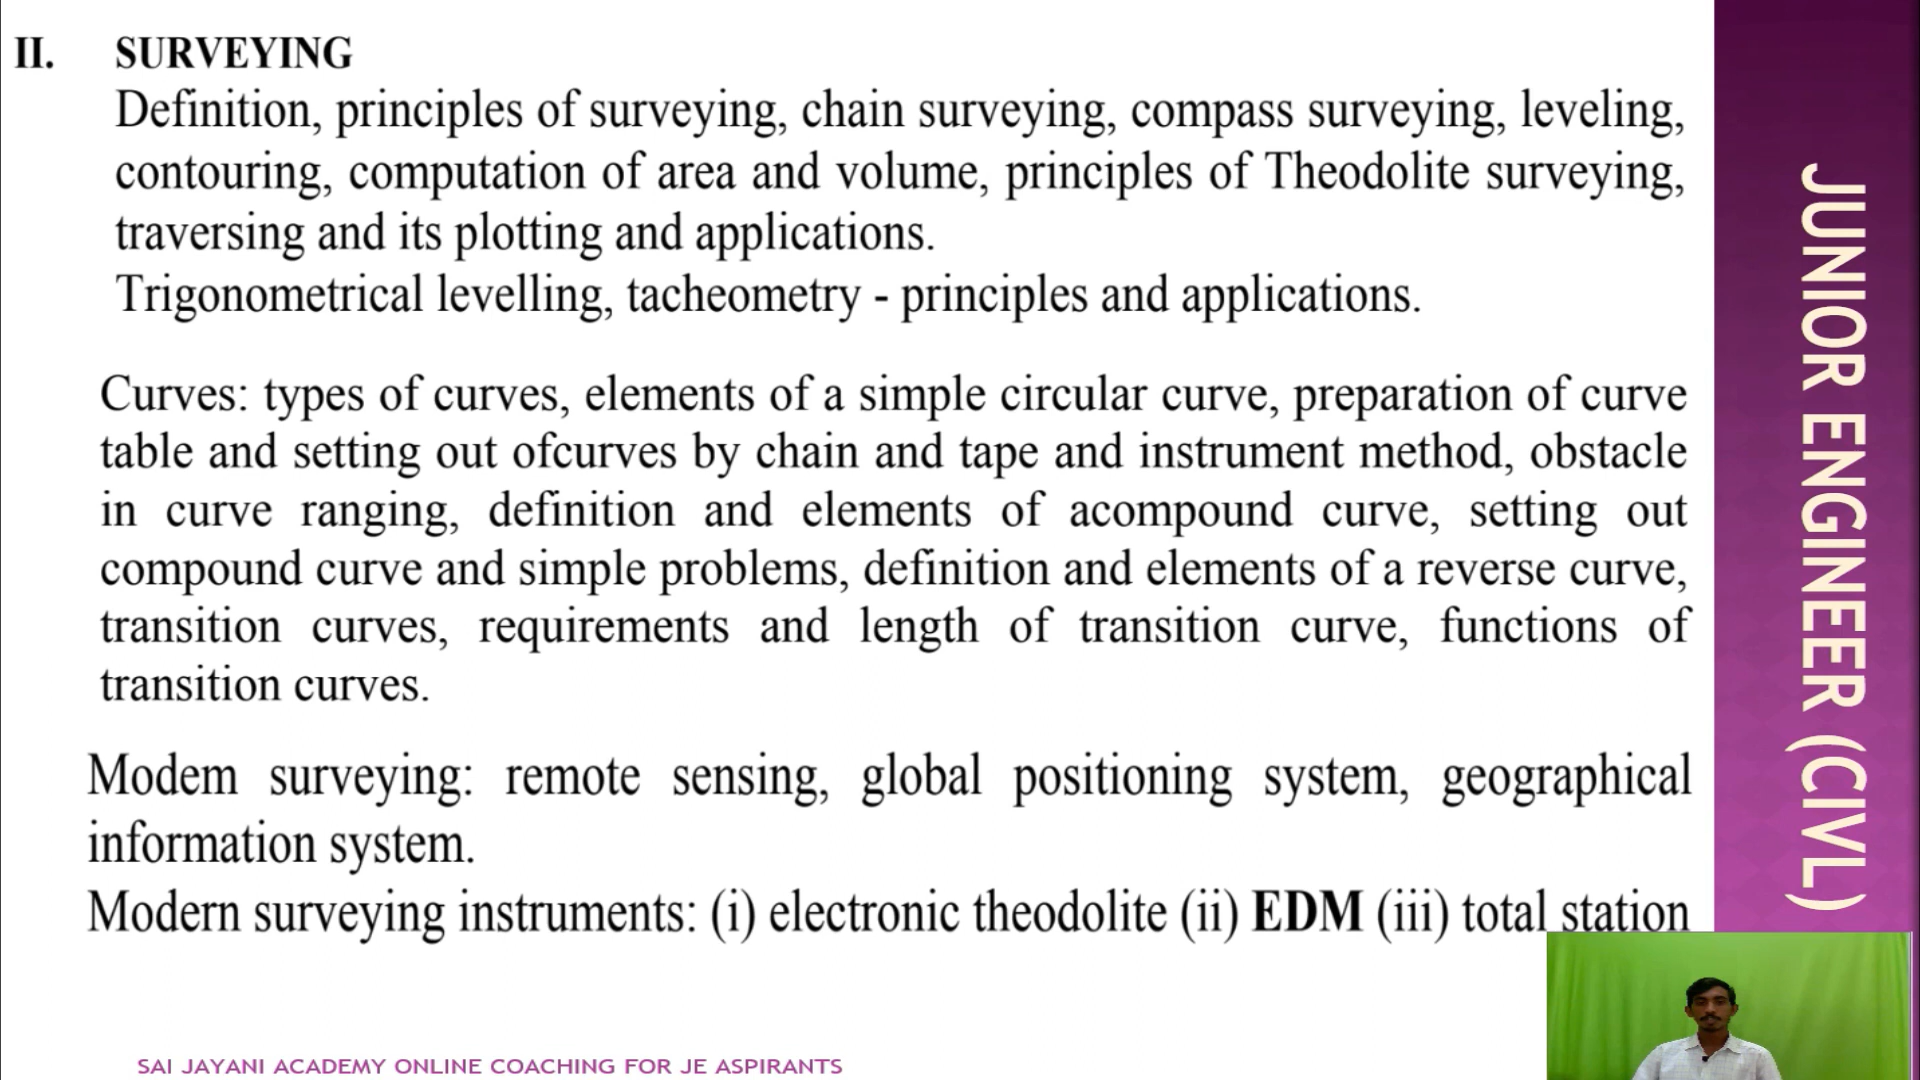 II. SURVEYING
Definition, principles of surveying, chain surveying, compass surveying, leveling,
contouring, computation of area and volume, principles of Theodolite surveying,
traversing and its plotting and applications.
Trigonometrical levelling, tacheometry - principles and applications.
Curves: types of curves, elements of a simple circular curve, preparation of curve
table and setting out ofcurves by chain and tape and instrument method, obstacle
in curve ranging, definition and elements of acompound curve, setting out
compound curve and simple problems, definition and elements of a reverse curve,
transition curves, requirements and length of transition curve, functions of
transition curves.
Modem surveying: remote sensing, global positioning system, geographical
information system.
Modern surveying instruments: (i) electronic theodolite (ii) EDM (iii) total station
JUNIOR ENGINEER (CIVL)
SAI JAYANI ACADEMY ONLINE COACHING FOR JE ASPIRANTS